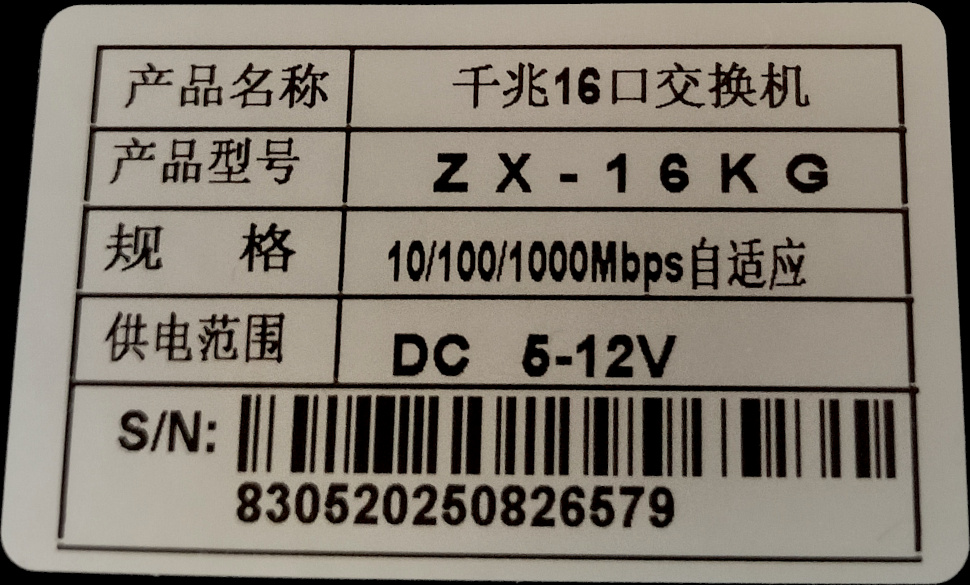 产品名称 千兆16口交换机
产品型号 ZX-16KG
规 格 10/100/1000Mbps自适应
供电范围 DC 5-12V
S/N:
830520250826579